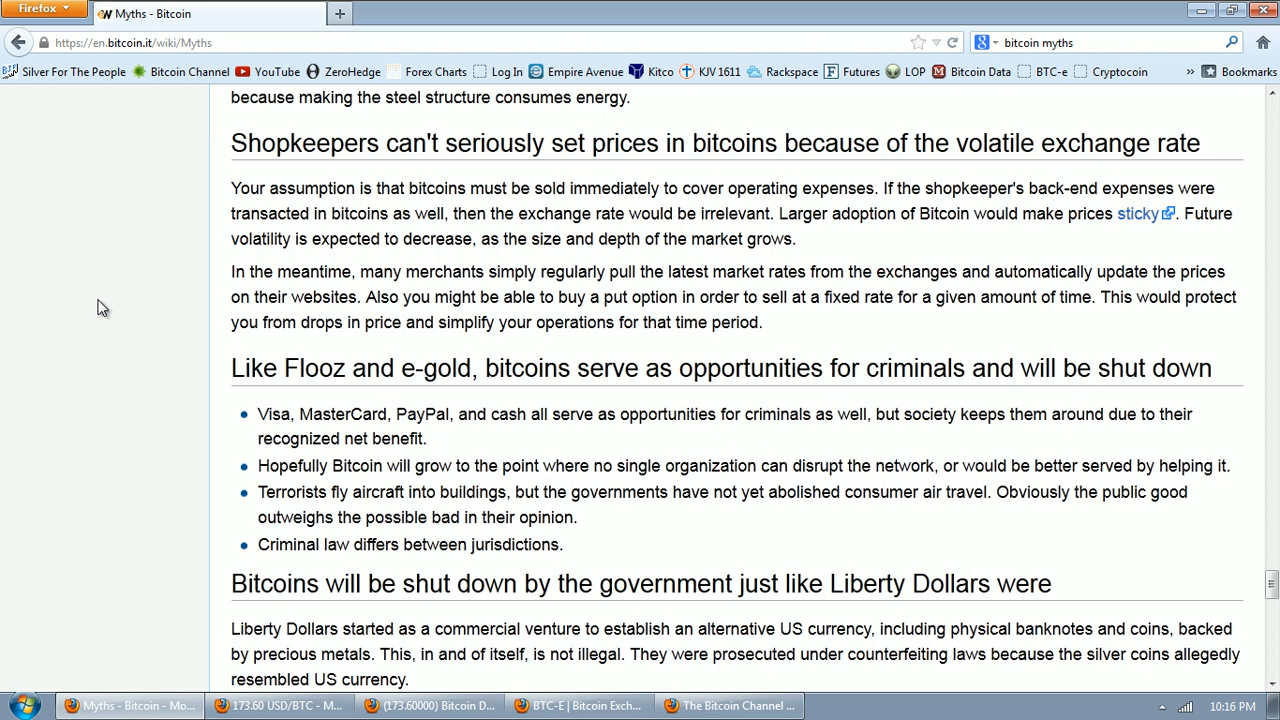 Firefox
Myths - Bitcoin
https://en.bitcoin.it/wiki/Myths
bitcoin myths
Silver For The People
Bitcoin Channel
YouTube
ZeroHedge
Forex Charts
Log In
Empire Avenue
Kitco
KJV 1611
Rackspace
Futures
LOP
Bitcoin Data
BTC-e
Cryptocoin
»
Bookmarks
because making the steel structure consumes energy.
Shopkeepers can't seriously set prices in bitcoins because of the volatile exchange rate
Your assumption is that bitcoins must be sold immediately to cover operating expenses. If the shopkeeper's back-end expenses were
transacted in bitcoins as well, then the exchange rate would be irrelevant. Larger adoption of Bitcoin would make prices sticky. Future
volatility is expected to decrease, as the size and depth of the market grows.
In the meantime, many merchants simply regularly pull the latest market rates from the exchanges and automatically update the prices
on their websites. Also you might be able to buy a put option in order to sell at a fixed rate for a given amount of time. This would protect
you from drops in price and simplify your operations for that time period.
Like Flooz and e-gold, bitcoins serve as opportunities for criminals and will be shut down
Visa, MasterCard, PayPal, and cash all serve as opportunities for criminals as well, but society keeps them around due to their
recognized net benefit.
Hopefully Bitcoin will grow to the point where no single organization can disrupt the network, or would be better served by helping it.
Terrorists fly aircraft into buildings, but the governments have not yet abolished consumer air travel. Obviously the public good
outweighs the possible bad in their opinion.
Criminal law differs between jurisdictions.
Bitcoins will be shut down by the government just like Liberty Dollars were
Liberty Dollars started as a commercial venture to establish an alternative US currency, including physical banknotes and coins, backed
by precious metals. This, in and of itself, is not illegal. They were prosecuted under counterfeiting laws because the silver coins allegedly
resembled US currency.
Myths - Bitcoin - Mo...
173.60 USD/BTC - M...
(173.60000) Bitcoin D...
BTC-E | Bitcoin Exch...
The Bitcoin Channel ...
10:16 PM